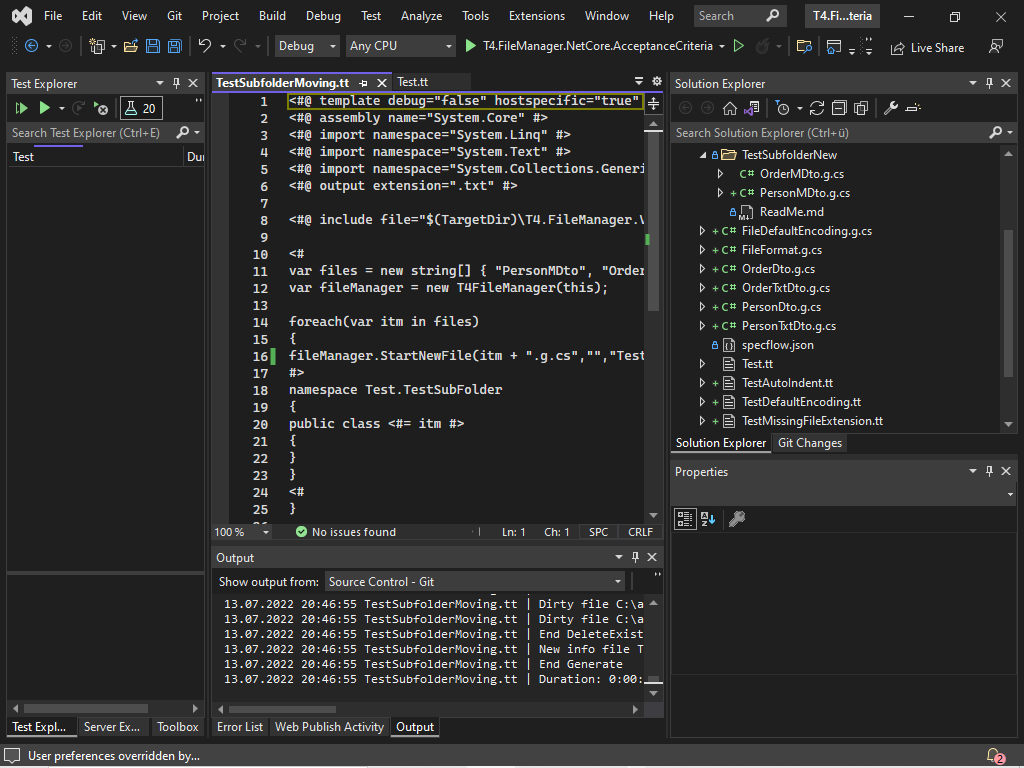 File Edit View Git Project Build Debug Test Analyze Tools Extensions Window Help Search T4.Fi...teria
Debug Any CPU T4.FileManager.NetCore.AcceptanceCriteria Live Share
Test Explorer
20
Search Test Explorer (Ctrl+E)
Test Du
TestSubfolderMoving.tt Test.tt
1 <#@ template debug="false" hostspecific="true"
2 <#@ assembly name="System.Core" #>
3 <#@ import namespace="System.Linq" #>
4 <#@ import namespace="System.Text" #>
5 <#@ import namespace="System.Collections.Generi
6 <#@ output extension=".txt" #>
7
8 <#@ include file="$(TargetDir)\T4.FileManager.V
9
10 <#
11 var files = new string[] { "PersonMDto", "Order
12 var fileManager = new T4FileManager(this);
13
14 foreach(var itm in files)
15 {
16 fileManager.StartNewFile(itm + ".g.cs","","Test
17 #>
18 namespace Test.TestSubFolder
19 {
20 public class <#= itm #>
21 {
22 }
23 }
24 <#
25 }
100 % No issues found Ln: 1 Ch: 1 SPC CRLF
Output
Show output from: Source Control - Git
13.07.2022 20:46:55 TestSubfolderMoving.tt | Dirty file C:\a
13.07.2022 20:46:55 TestSubfolderMoving.tt | Dirty file C:\a
13.07.2022 20:46:55 TestSubfolderMoving.tt | End DeleteExist
13.07.2022 20:46:55 TestSubfolderMoving.tt | New info file T
13.07.2022 20:46:55 TestSubfolderMoving.tt | End Generate
13.07.2022 20:46:55 TestSubfolderMoving.tt | Duration: 0:00:
Solution Explorer
Search Solution Explorer (Ctrl+ü)
TestSubfolderNew
C# OrderMDto.g.cs
+ C# PersonMDto.g.cs
ReadMe.md
+ C# FileDefaultEncoding.g.cs
+ C# FileFormat.g.cs
+ C# OrderDto.g.cs
+ C# OrderTxtDto.g.cs
+ C# PersonDto.g.cs
+ C# PersonTxtDto.g.cs
specflow.json
Test.tt
+ TestAutoIndent.tt
+ TestDefaultEncoding.tt
+ TestMissingFileExtension.tt
Solution Explorer Git Changes
Properties
Test Expl... Server Ex... Toolbox Error List Web Publish Activity Output
User preferences overridden by... 2